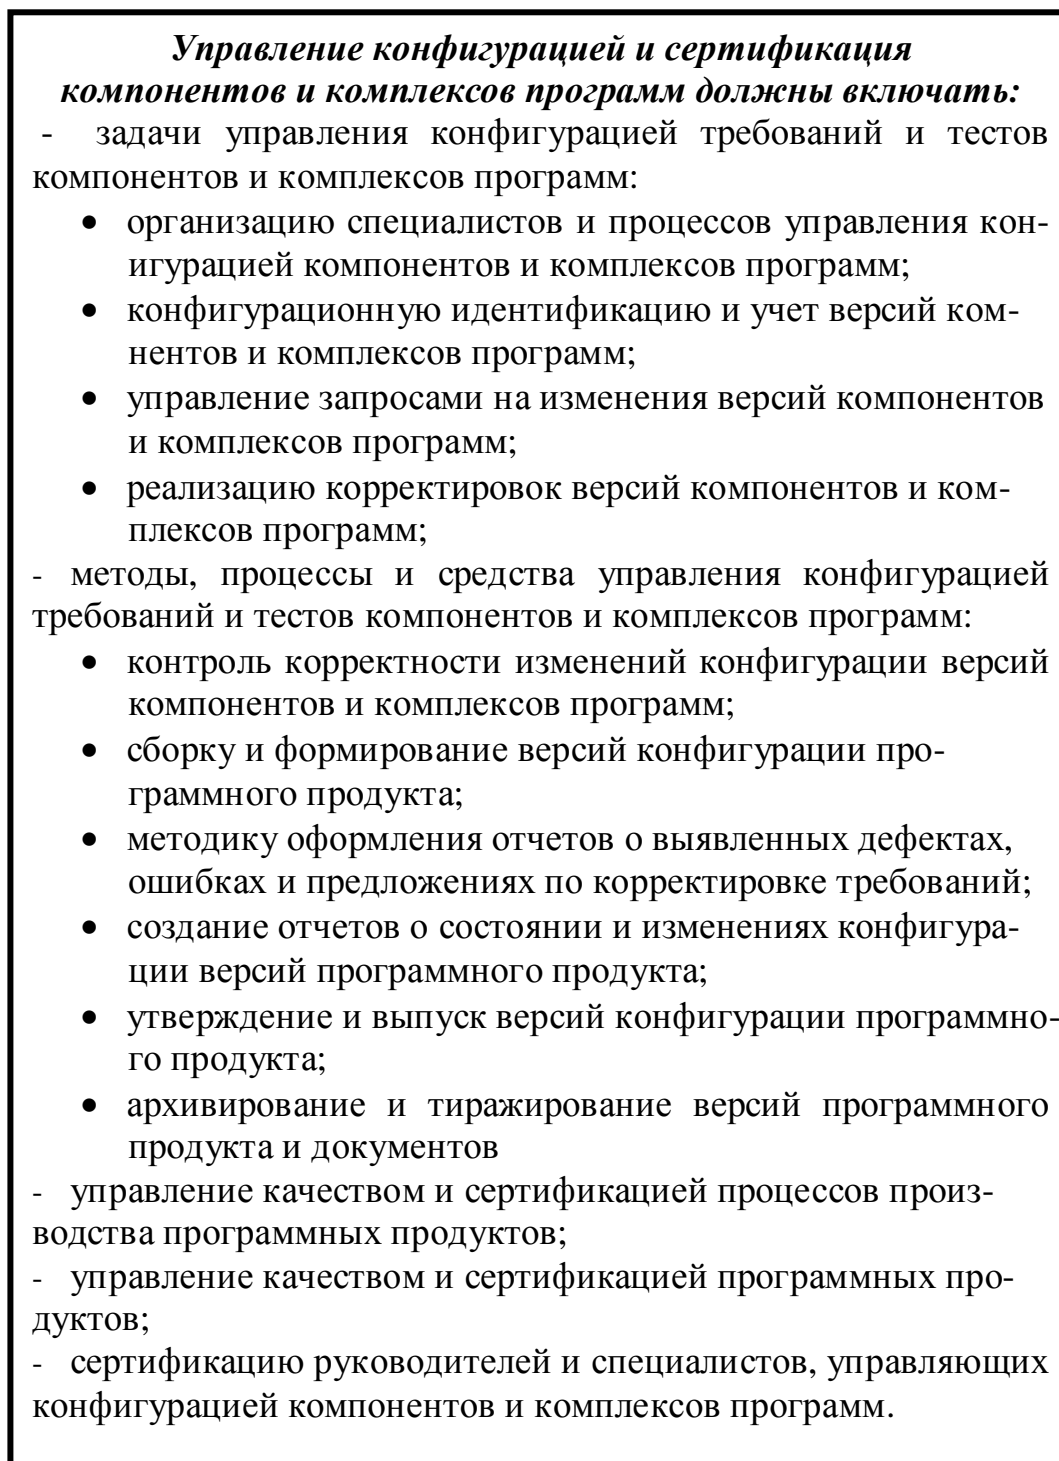 Управление конфигурацией и сертификация
компонентов и комплексов программ должны включать:
- задачи управления конфигурацией требований и тестов
компонентов и комплексов программ:
• организацию специалистов и процессов управления кон-
игурацией компонентов и комплексов программ;
• конфигурационную идентификацию и учет версий ком-
нентов и комплексов программ;
• управление запросами на изменения версий компонентов
и комплексов программ;
• реализацию корректировок версий компонентов и ком-
плексов программ;
- методы, процессы и средства управления конфигурацией
требований и тестов компонентов и комплексов программ:
• контроль корректности изменений конфигурации версий
компонентов и комплексов программ;
• сборку и формирование версий конфигурации про-
граммного продукта;
• методику оформления отчетов о выявленных дефектах,
ошибках и предложениях по корректировке требований;
• создание отчетов о состоянии и изменениях конфигура-
ции версий программного продукта;
• утверждение и выпуск версий конфигурации программно-
го продукта;
• архивирование и тиражирование версий программного
продукта и документов
- управление качеством и сертификацией процессов произ-
водства программных продуктов;
- управление качеством и сертификацией программных про-
дуктов;
- сертификацию руководителей и специалистов, управляющих
конфигурацией компонентов и комплексов программ.